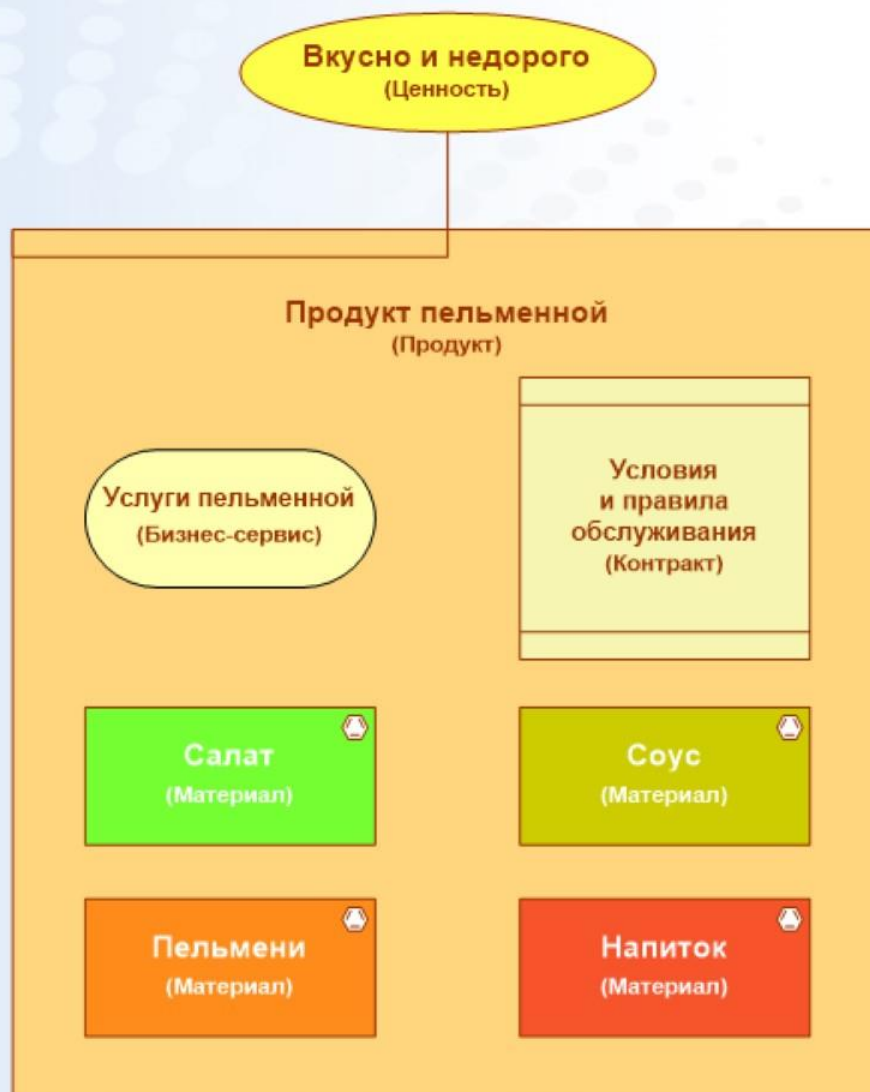 Вкусно и недорого
(Ценность)
Продукт пельменной
(Продукт)
Услуги пельменной
(Бизнес-сервис)
Условия
и правила
обслуживания
(Контракт)
Салат
(Материал)
Соус
(Материал)
Пельмени
(Материал)
Напиток
(Материал)